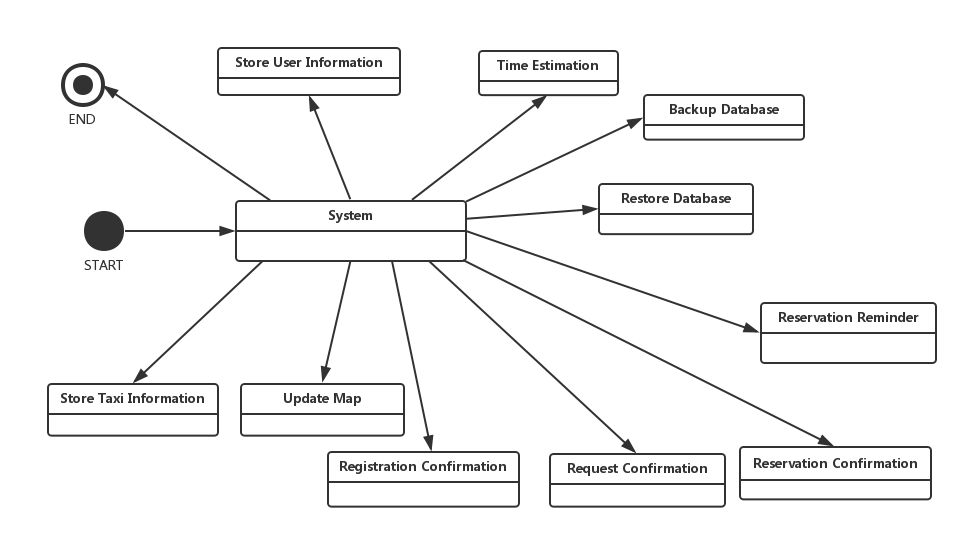 Store User Information
Time Estimation
Backup Database
END
Restore Database
System
START
Reservation Reminder
Store Taxi Information
Update Map
Registration Confirmation
Request Confirmation
Reservation Confirmation